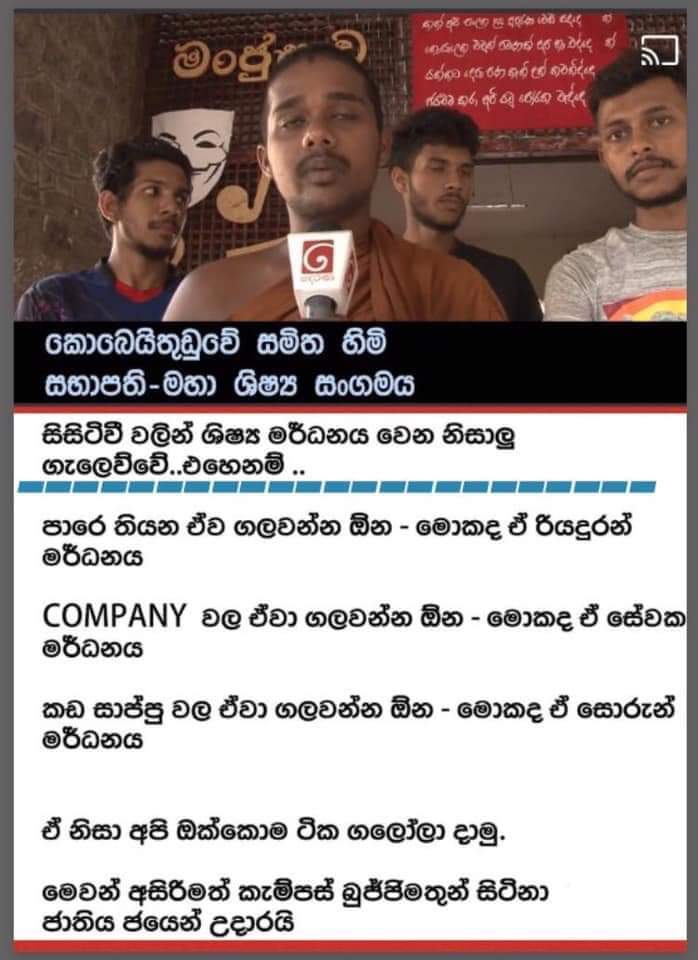 මංජුසාව
කොබෙයිතුඩුවේ සමිත හිමි
සභාපති-මහා ශිෂ්‍ය සංගමය
සිසිටිවී වලින් ශිෂ්‍ය මර්ධනය වෙන නිසාලු
ගැලෙව්වේ..එහෙනම් ..
පාරෙ තියන ඒව ගලවන්න ඕන - මොකද ඒ රියදුරන්
මර්ධනය
COMPANY වල ඒවා ගලවන්න ඕන - මොකද ඒ සේවක
මර්ධනය
කඩ සාප්පු වල ඒවා ගලවන්න ඕන - මොකද ඒ සොරුන්
මර්ධනය
ඒ නිසා අපි ඔක්කොම ටික ගලෝලා දාමු.
මෙවන් අසිරිමත් කැම්පස් බුජ්ජිමතුන් සිටිනා
ජාතිය ජයෙන් උදාරයි